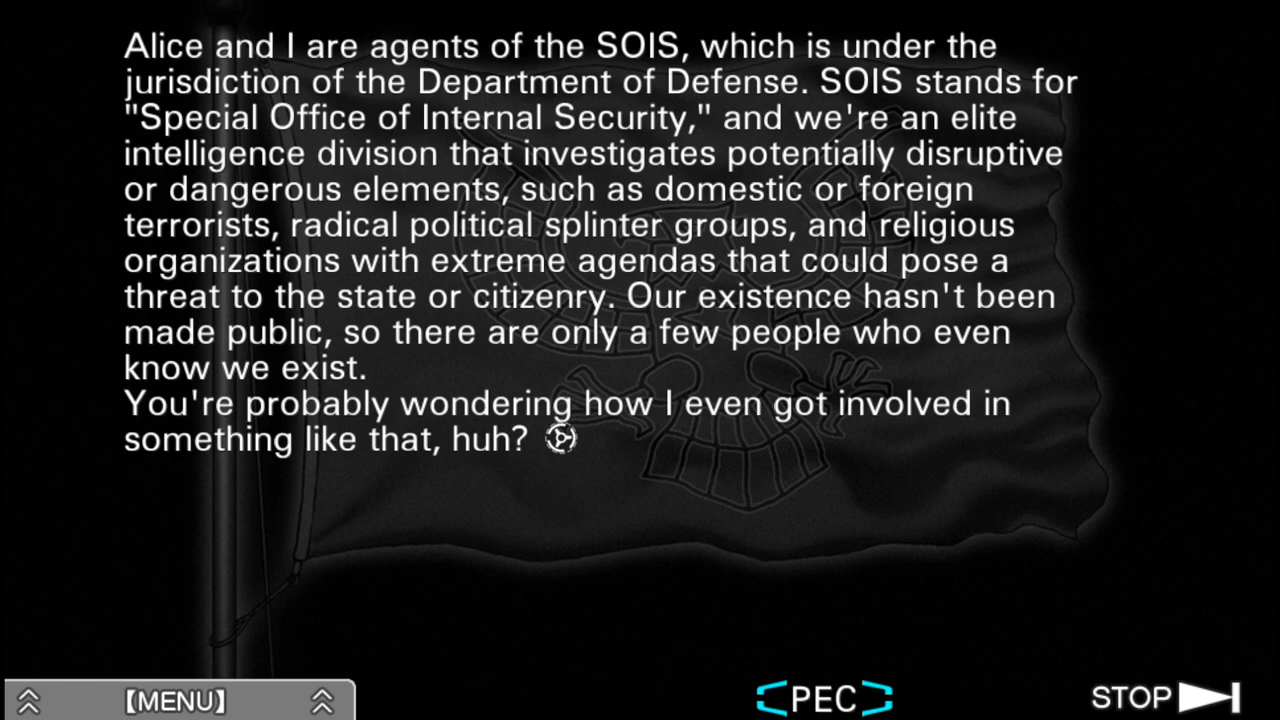 Alice and I are agents of the SOIS, which is under the
jurisdiction of the Department of Defense. SOIS stands for
"Special Office of Internal Security," and we're an elite
intelligence division that investigates potentially disruptive
or dangerous elements, such as domestic or foreign
terrorists, radical political splinter groups, and religious
organizations with extreme agendas that could pose a
threat to the state or citizenry. Our existence hasn't been
made public, so there are only a few people who even
know we exist.
You're probably wondering how I even got involved in
something like that, huh?
【MENU】
PEC
STOP